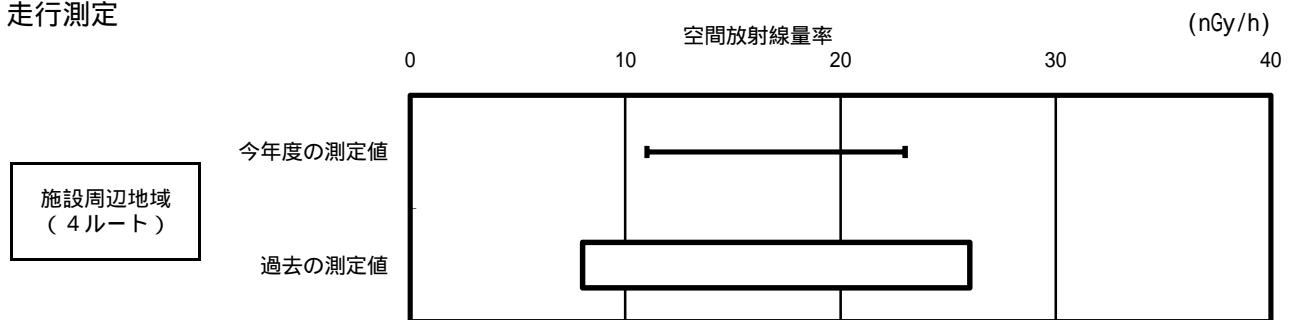 走行測定
(nGy/h)
空間放射線量率
0 10 20 30 40
今年度の測定値
施設周辺地域
(4ルート)
過去の測定値